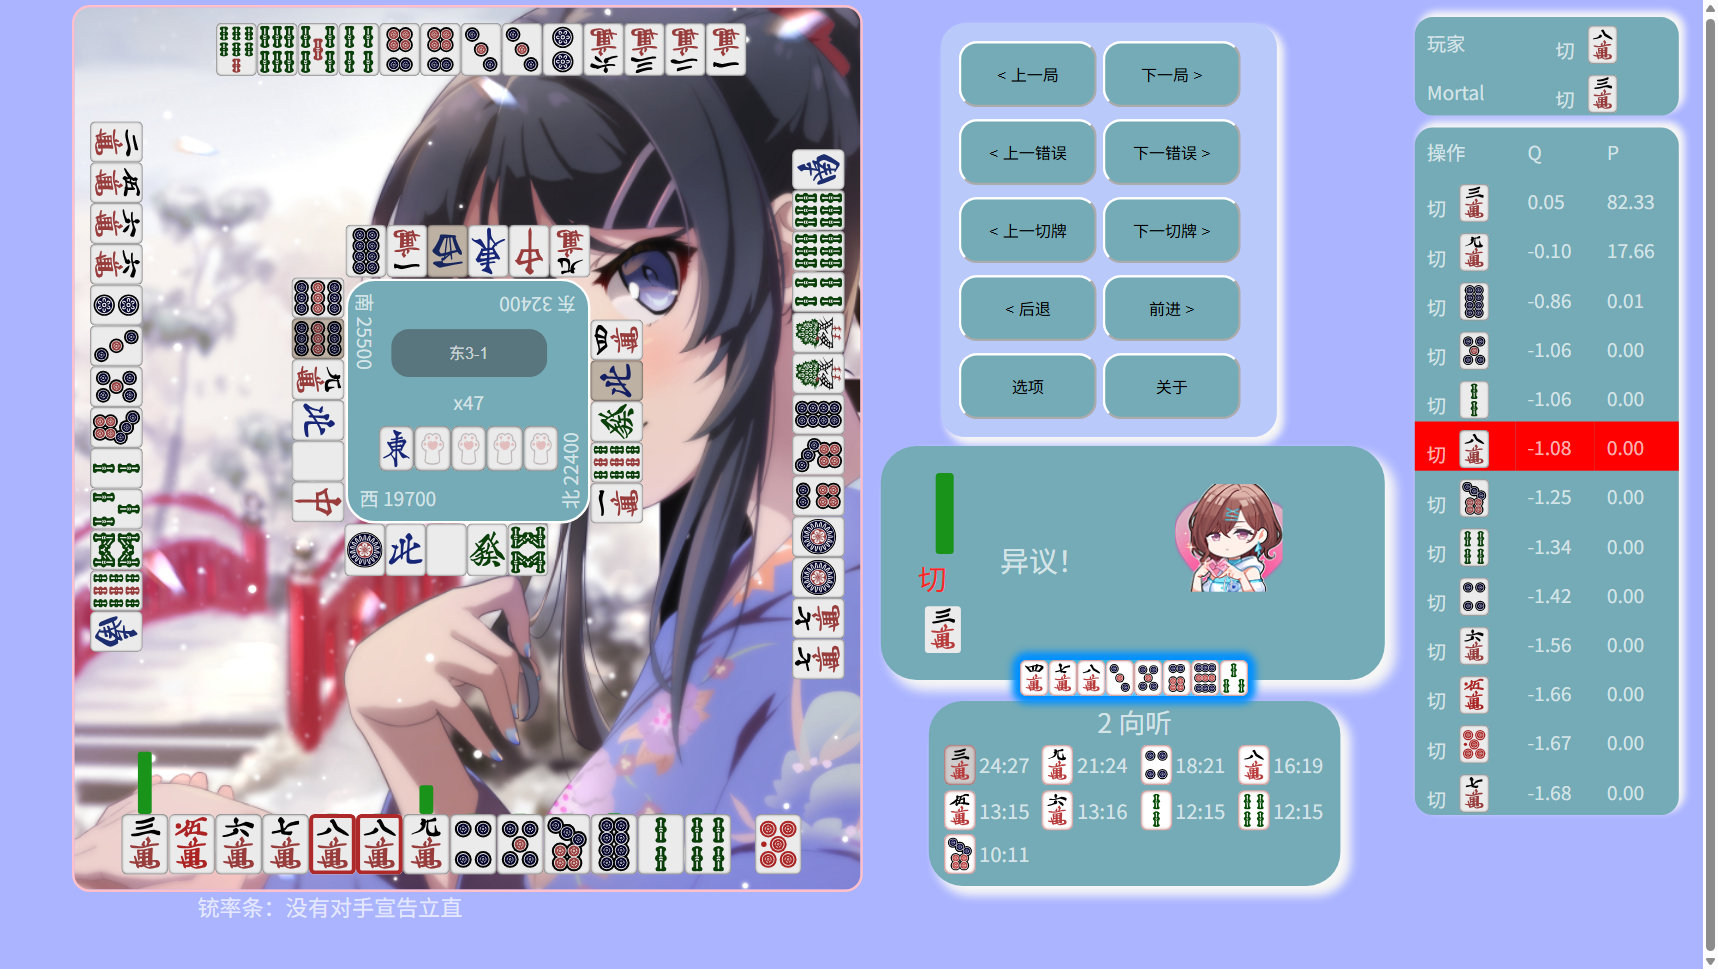 东 32400
南 25500
东3-1
x47
西 19700
北 22400
铳率条：没有对手宣告立直
< 上一局
下一局 >
< 上一错误
下一错误 >
< 上一切牌
下一切牌 >
< 后退
前进 >
选项
关于
切
异议！
2 向听
24:27
21:24
18:21
16:19
13:15
13:16
12:15
12:15
10:11
玩家 切
Mortal 切
操作 Q P
切 0.05 82.33
切 -0.10 17.66
切 -0.86 0.01
切 -1.06 0.00
切 -1.06 0.00
切 -1.08 0.00
切 -1.25 0.00
切 -1.34 0.00
切 -1.42 0.00
切 -1.56 0.00
切 -1.66 0.00
切 -1.67 0.00
切 -1.68 0.00